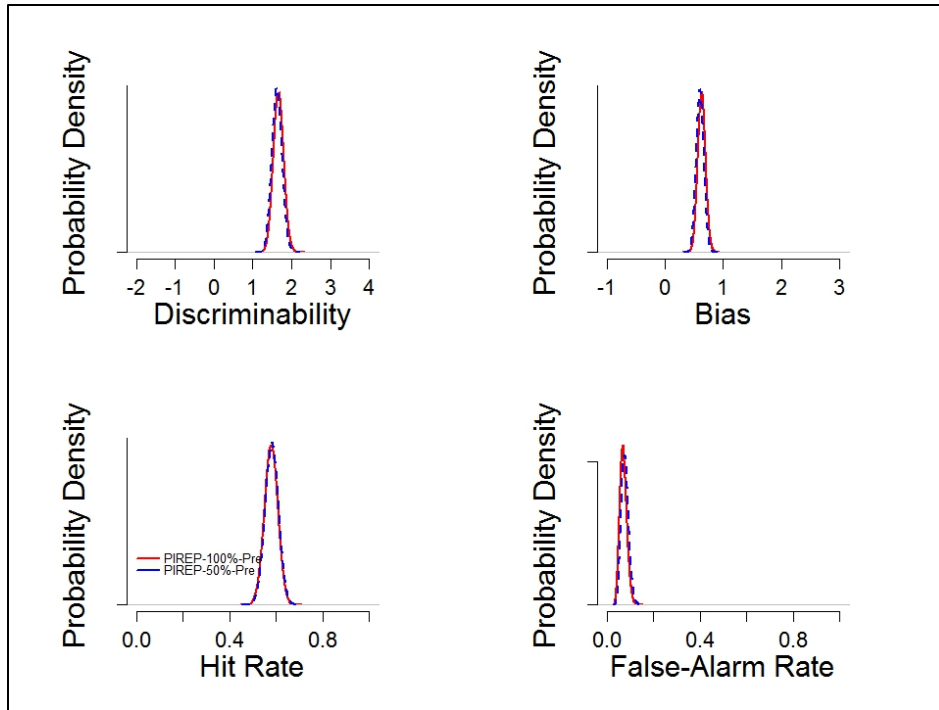 Probability Density
-2 -1 0 1 2 3 4
Discriminability
Probability Density
-1 0 1 2 3
Bias
Probability Density
PIREP-100%-Pre
PIREP-50%-Pre
0.0 0.4 0.8
Hit Rate
Probability Density
0.0 0.4 0.8
False-Alarm Rate